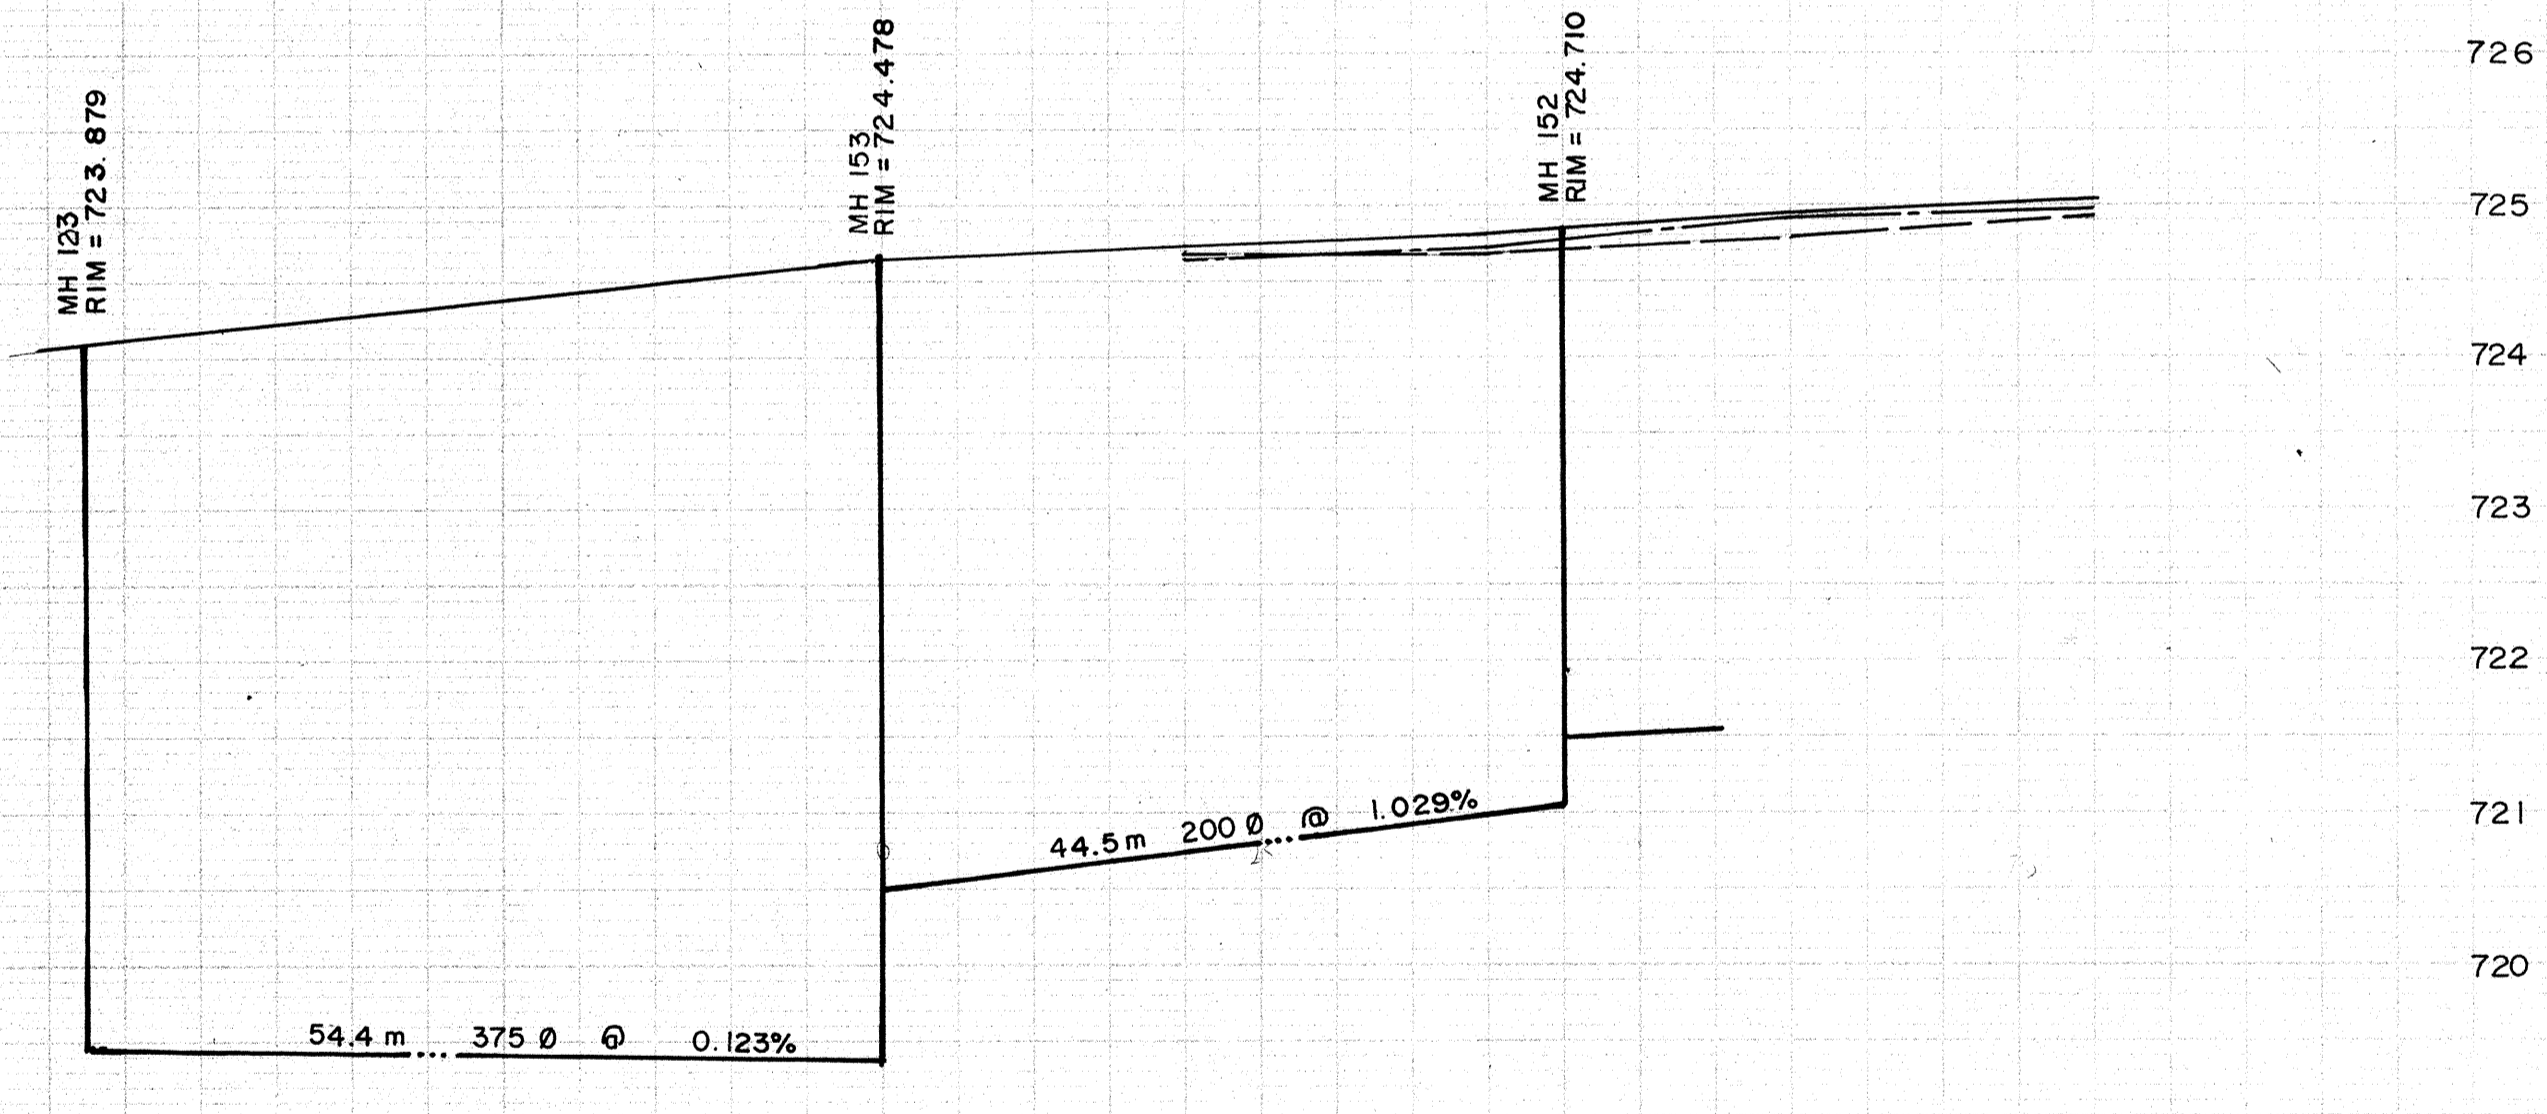 MH 123
RIM = 723.879
MH 153
RIM = 724.478
MH 152
RIM = 724.710
726
725
724
723
722
721
720
44.5 m 200 Ø @ 1.029%
54.4 m 375 Ø @ 0.123%